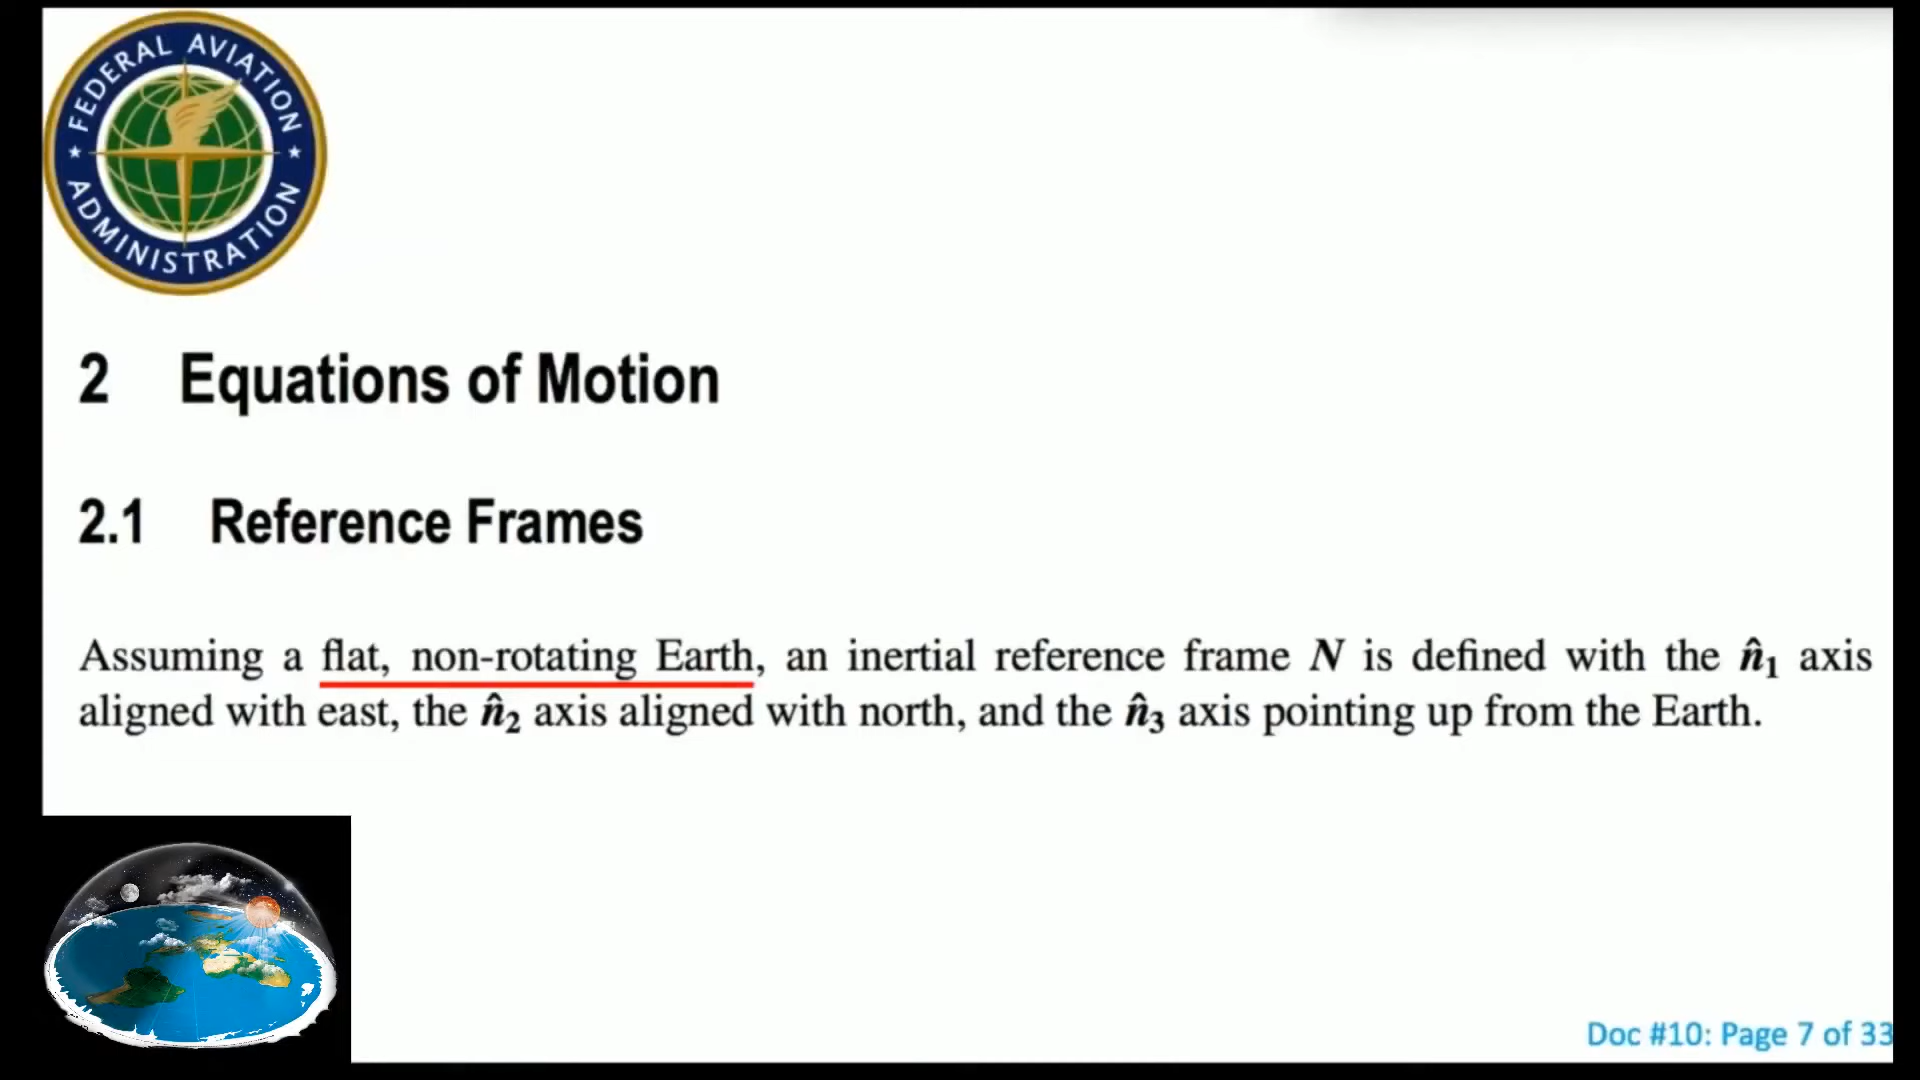 FEDERAL AVIATION
ADMINISTRATION
2 Equations of Motion
2.1 Reference Frames
Assuming a flat, non-rotating Earth, an inertial reference frame N is defined with the n̂₁ axis
aligned with east, the n̂₂ axis aligned with north, and the n̂₃ axis pointing up from the Earth.
Doc #10: Page 7 of 33